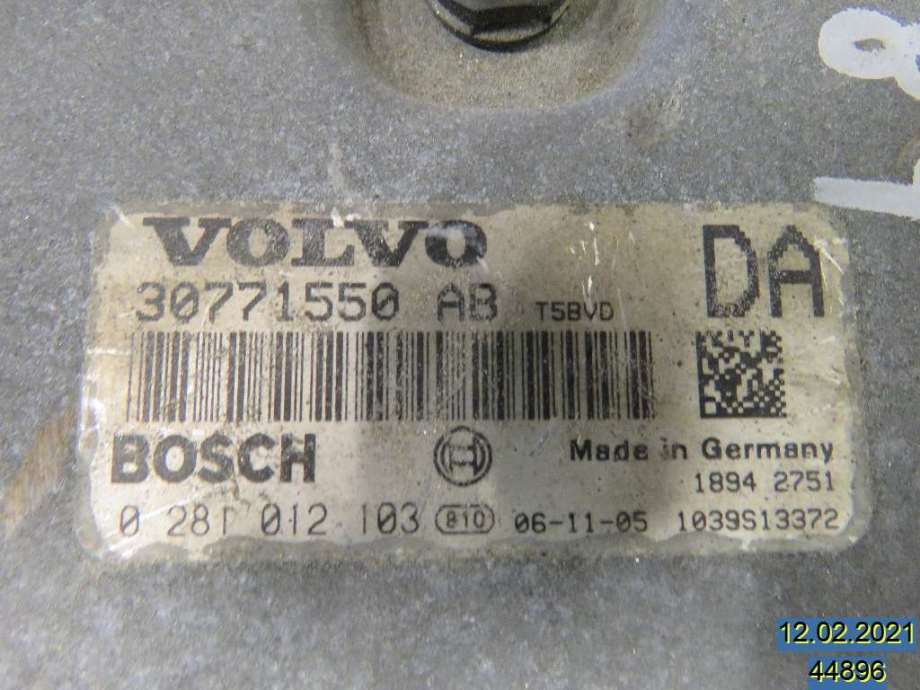 VOLVO DA
30771550 AB T5BVD
BOSCH Made in Germany
1894 2751
0 281 012 103 810 06-11-05 1039S13372
12.02.2021
44896